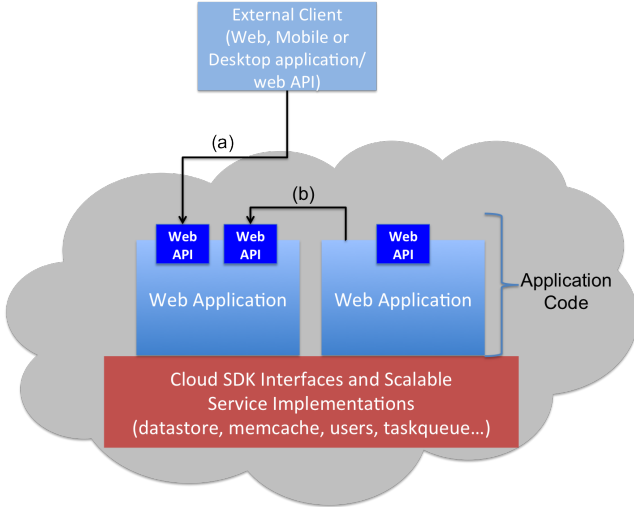 External Client
(Web, Mobile or
Desktop application/
web API)
(a)
(b)
Web
API
Web
API
Web
API
Web Application
Web Application
Application
Code
Cloud SDK Interfaces and Scalable
Service Implementations
(datastore, memcache, users, taskqueue...)